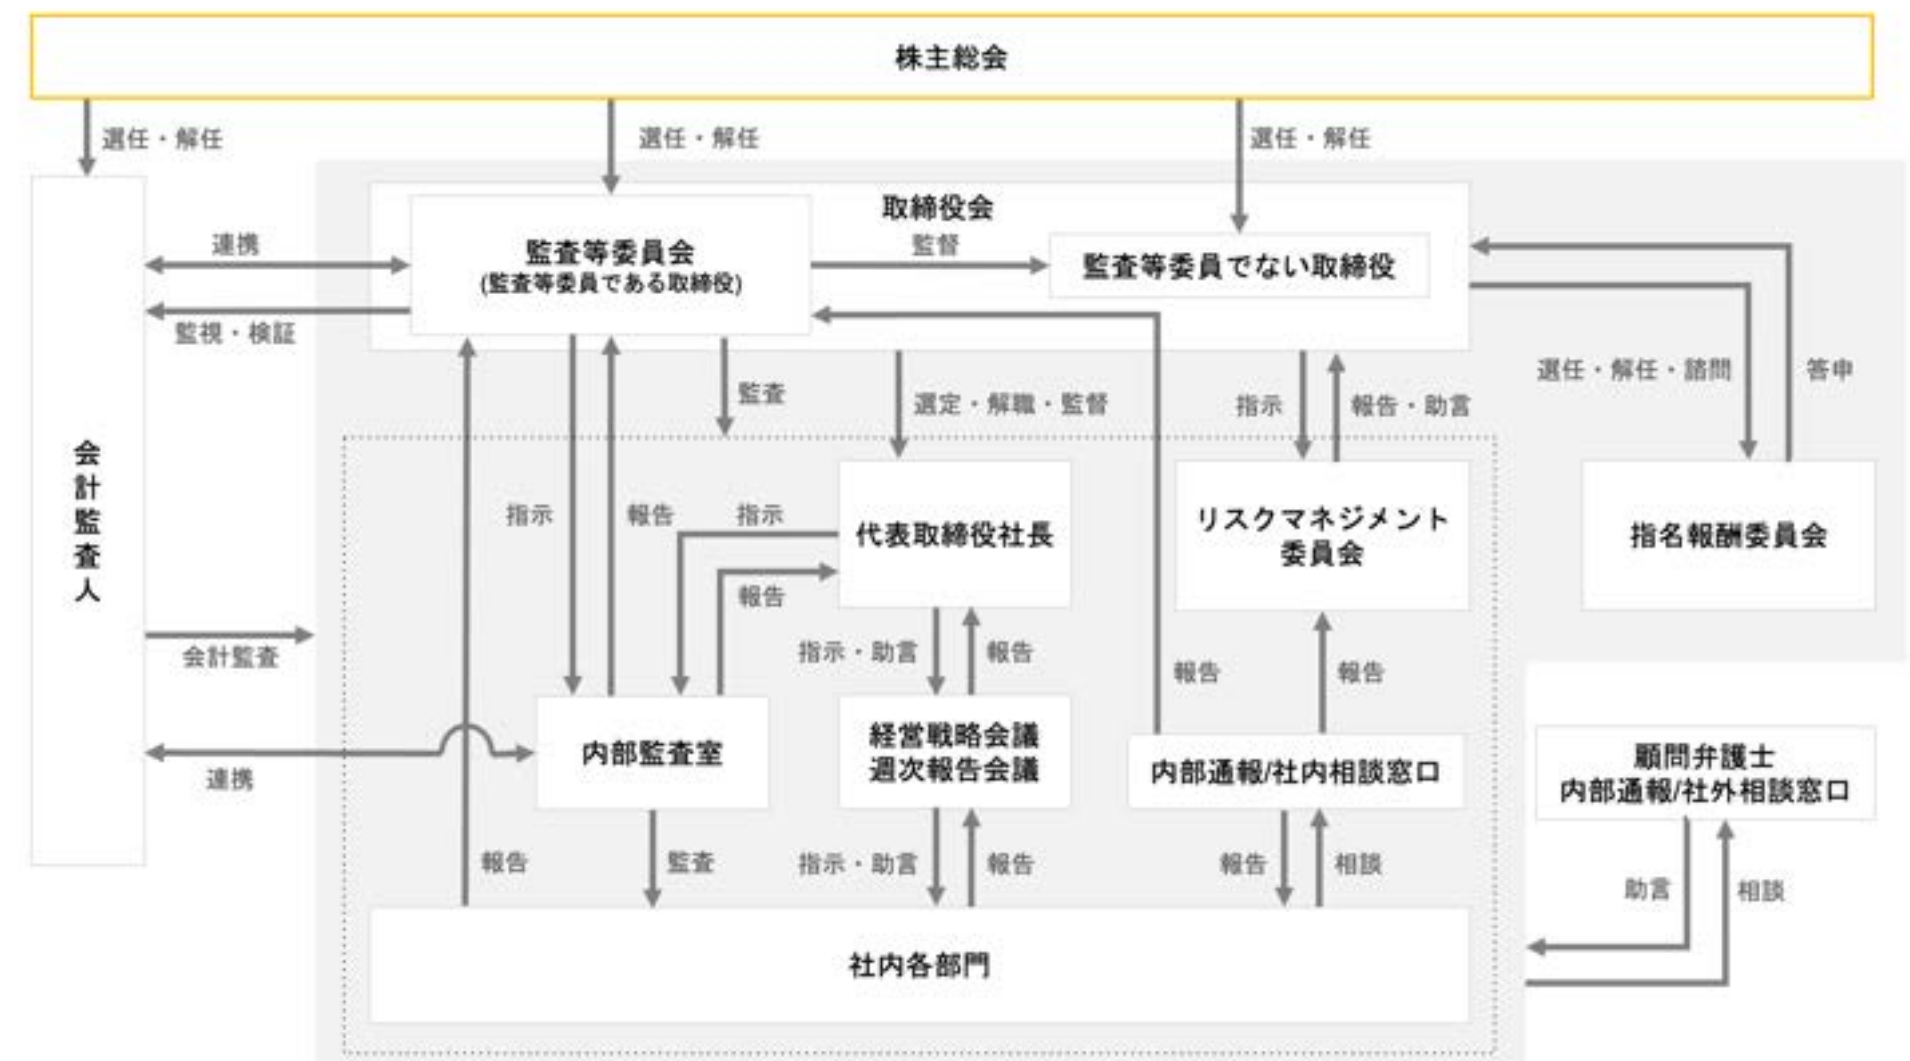 株主総会
選任・解任
選任・解任
選任・解任
取締役会
監査等委員会
(監査等委員である取締役)
監督
監査等委員でない取締役
連携
監視・検証
監査
選定・解職・監督
指示
報告・助言
選任・解任・諮問
答申
会計監査人
指示
報告
指示
代表取締役社長
報告
リスクマネジメント
委員会
指名報酬委員会
会計監査
指示・助言
報告
報告
報告
連携
内部監査室
経営戦略会議
週次報告会議
内部通報/社内相談窓口
顧問弁護士
内部通報/社外相談窓口
報告
監査
指示・助言
報告
報告
相談
助言
相談
社内各部門